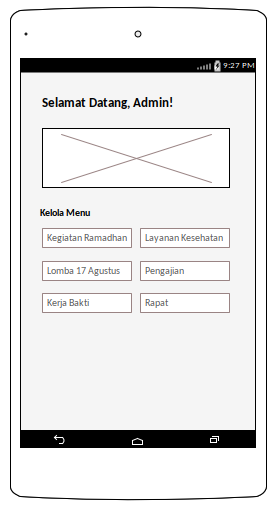 9:27 PM
Selamat Datang, Admin!
Kelola Menu
Kegiatan Ramadhan
Layanan Kesehatan
Lomba 17 Agustus
Pengajian
Kerja Bakti
Rapat